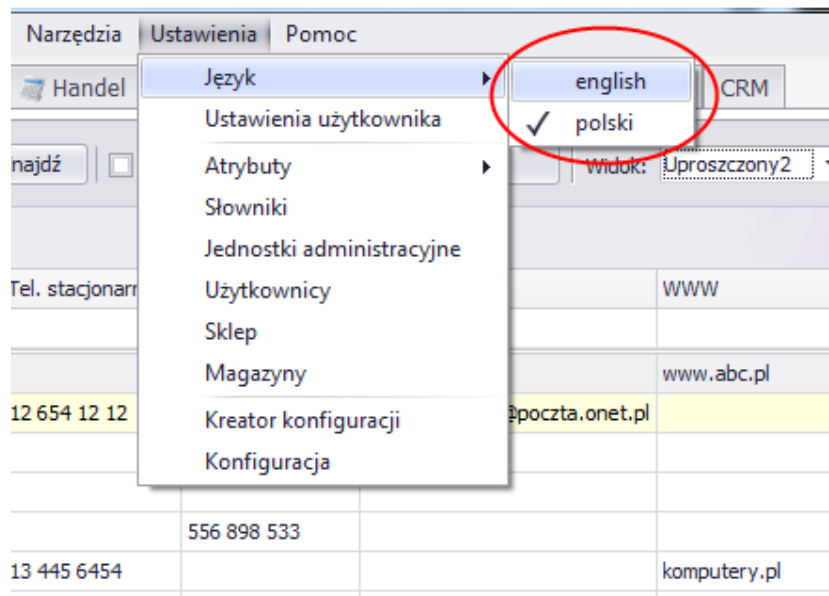 Narzędzia Ustawienia Pomoc
Handel Język english CRM
Ustawienia użytkownika polski
najdź Atrybuty Widok: Uproszczony2
Słowniki
Jednostki administracyjne
Tel. stacjonarn Użytkownicy WWW
Sklep
Magazyny www.abc.pl
12 654 12 12 Kreator konfiguracji @poczta.onet.pl
Konfiguracja
556 898 533
13 445 6454 komputery.pl